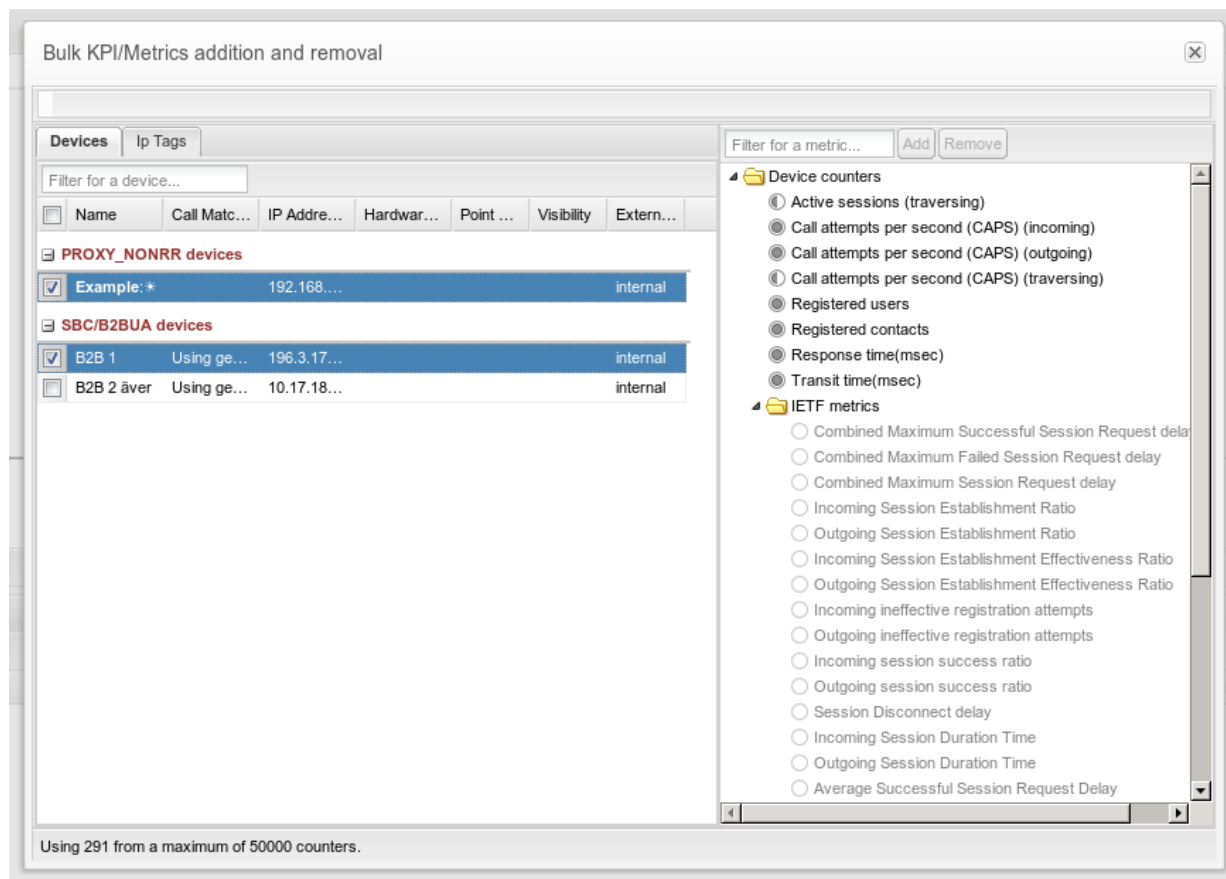 Bulk KPI/Metrics addition and removal
Devices Ip Tags
Filter for a device...
Name Call Matc... IP Addre... Hardwar... Point ... Visibility Extern...
PROXY_NONRR devices
Example:* 192.168.... internal
SBC/B2BUA devices
B2B 1 Using ge... 196.3.17... internal
B2B 2 äver Using ge... 10.17.18... internal
Filter for a metric... Add Remove
Device counters
Active sessions (traversing)
Call attempts per second (CAPS) (incoming)
Call attempts per second (CAPS) (outgoing)
Call attempts per second (CAPS) (traversing)
Registered users
Registered contacts
Response time(msec)
Transit time(msec)
IETF metrics
Combined Maximum Successful Session Request dela
Combined Maximum Failed Session Request delay
Combined Maximum Session Request delay
Incoming Session Establishment Ratio
Outgoing Session Establishment Ratio
Incoming Session Establishment Effectiveness Ratio
Outgoing Session Establishment Effectiveness Ratio
Incoming ineffective registration attempts
Outgoing ineffective registration attempts
Incoming session success ratio
Outgoing session success ratio
Session Disconnect delay
Incoming Session Duration Time
Outgoing Session Duration Time
Average Successful Session Request Delay
Using 291 from a maximum of 50000 counters.